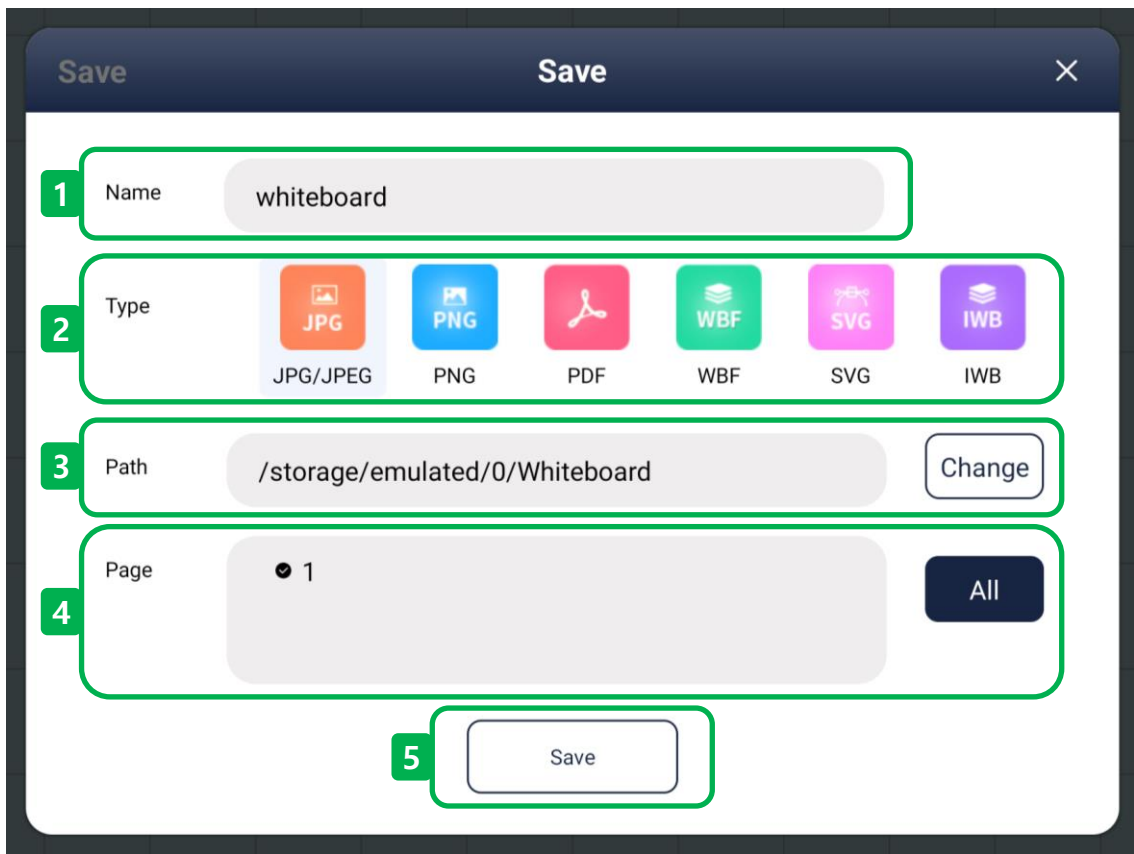 Save Save
1 Name whiteboard
JPG PNG WBF SVG IWB
2 Type
JPG/JPEG PNG PDF WBF SVG IWB
3 Path /storage/emulated/0/Whiteboard Change
4 Page 1 All
5 Save